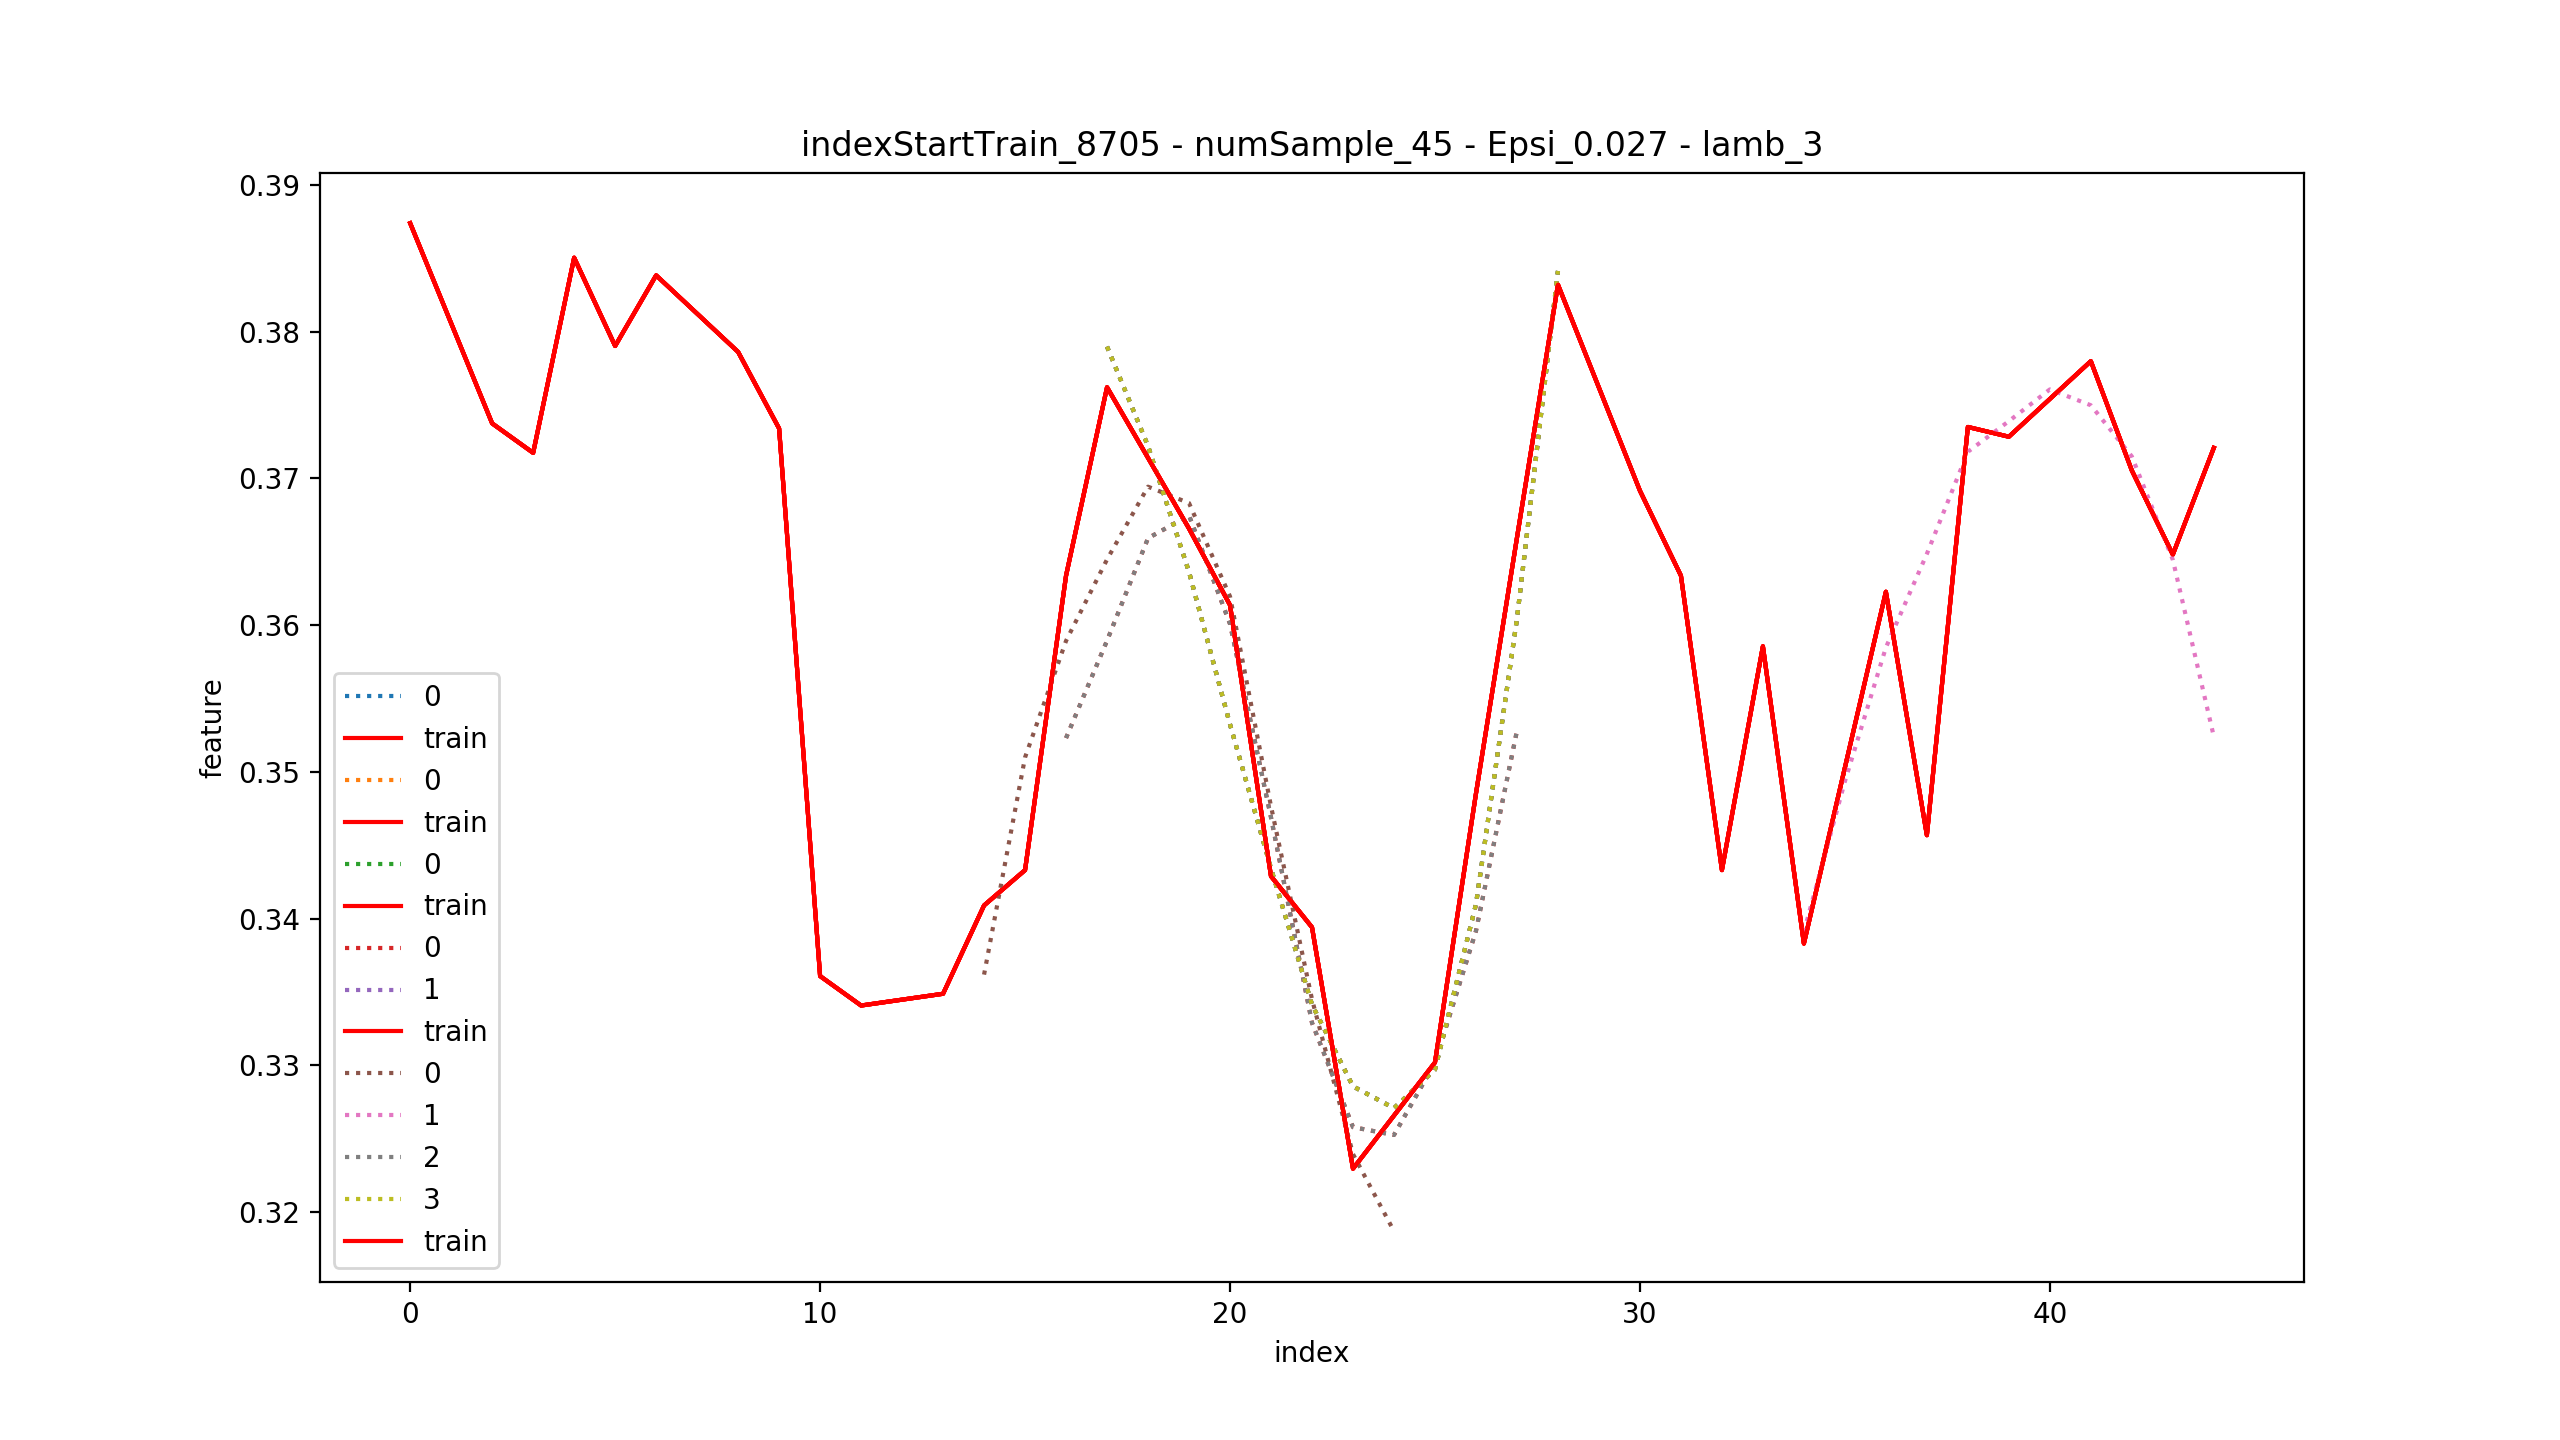 indexStartTrain_8705 - numSample_45 - Epsi_0.027 - lamb_3
0.39
0.38
0.37
0.36
0.35
0.34
0.33
0.32
feature
0
train
0
train
0
train
0
1
train
0
1
2
3
train
0 10 20 30 40
index